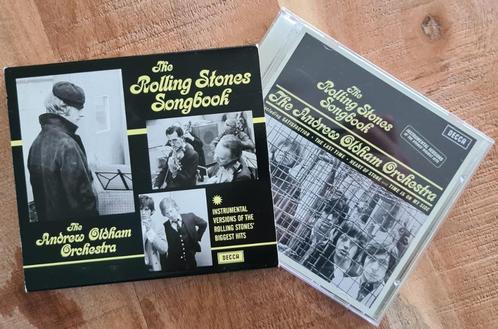 The
Rolling Stones
Songbook
INSTRUMENTAL
VERSIONS OF THE
ROLLING STONES'
BIGGEST HITS
The
Andrew Oldham
Orchestra
DECCA
The
Rolling Stones
Songbook
The Andrew Oldham Orchestra
DECCA
Including SATISFACTION • THE LAST TIME • HEART OF STONE • TIME IS ON MY SIDE